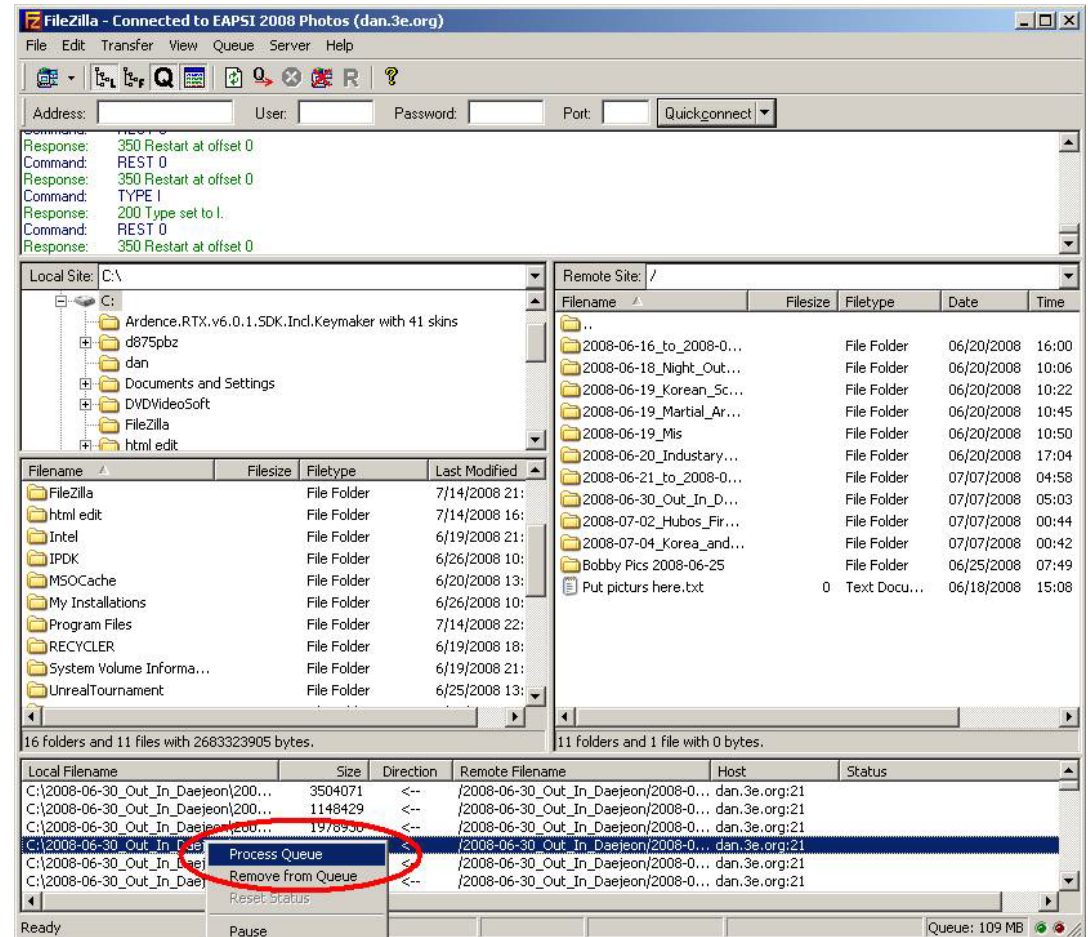 FileZilla - Connected to EAPSI 2008 Photos (dan.3e.org)
File Edit Transfer View Queue Server Help
Address: User: Password: Port: Quickconnect
Response: 350 Restart at offset 0
Command: REST 0
Response: 350 Restart at offset 0
Command: TYPE I
Response: 200 Type set to I.
Command: REST 0
Response: 350 Restart at offset 0
Local Site: C:\
C:
Ardence.RTX.v6.0.1.SDK.Incl.Keymaker with 41 skins
d875pbz
dan
Documents and Settings
DVDVideoSoft
FileZilla
html edit
Filename Filesize Filetype Last Modified
FileZilla File Folder 7/14/2008 21:
html edit File Folder 7/14/2008 16:
Intel File Folder 6/19/2008 21:
IPDK File Folder 6/26/2008 10:
MSOCache File Folder 6/20/2008 13:
My Installations File Folder 6/26/2008 10:
Program Files File Folder 7/14/2008 22:
RECYCLER File Folder 6/19/2008 18:
System Volume Informa... File Folder 6/19/2008 21:
UnrealTournament File Folder 6/25/2008 13:
16 folders and 11 files with 2683323905 bytes.
Remote Site: /
Filename Filesize Filetype Date Time
..
2008-06-16_to_2008-0... File Folder 06/20/2008 16:00
2008-06-18_Night_Out... File Folder 06/20/2008 10:06
2008-06-19_Korean_Sc... File Folder 06/20/2008 10:22
2008-06-19_Martial_Ar... File Folder 06/20/2008 10:45
2008-06-19_Mis File Folder 06/20/2008 10:50
2008-06-20_Industary... File Folder 06/20/2008 17:04
2008-06-21_to_2008-0... File Folder 07/07/2008 04:58
2008-06-30_Out_In_D... File Folder 07/07/2008 05:03
2008-07-02_Hubos_Fir... File Folder 07/07/2008 00:44
2008-07-04_Korea_and... File Folder 07/07/2008 00:42
Bobby Pics 2008-06-25 File Folder 06/25/2008 07:49
Put picturs here.txt 0 Text Docu... 06/18/2008 15:08
11 folders and 1 file with 0 bytes.
Local Filename Size Direction Remote Filename Host Status
C:\2008-06-30_Out_In_Daejeon\200... 3504071 <-- /2008-06-30_Out_In_Daejeon/2008-0... dan.3e.org:21
C:\2008-06-30_Out_In_Daejeon\200... 1148429 <-- /2008-06-30_Out_In_Daejeon/2008-0... dan.3e.org:21
C:\2008-06-30_Out_In_Daejeon\200... <-- /2008-06-30_Out_In_Daejeon/2008-0... dan.3e.org:21
C:\2008-06-30_Out_In_Daej <-- /2008-06-30_Out_In_Daejeon/2008-0... dan.3e.org:21
C:\2008-06-30_Out_In_Daej <-- /2008-06-30_Out_In_Daejeon/2008-0... dan.3e.org:21
C:\2008-06-30_Out_In_Daej <-- /2008-06-30_Out_In_Daejeon/2008-0... dan.3e.org:21
Process Queue
Remove from Queue
Reset Status
Pause
Ready Queue: 109 MB